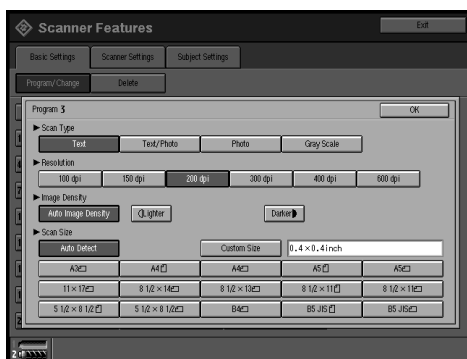 Scanner Features
Exit
Basic Settings
Scanner Settings
Subject Settings
Program/Change
Delete
Program 3
OK
►Scan Type
Text
Text/Photo
Photo
Gray Scale
►Resolution
100 dpi
150 dpi
200 dpi
300 dpi
400 dpi
600 dpi
►Image Density
Auto Image Density
Lighter
Darker
►Scan Size
Auto Detect
Custom Size
0.4×0.4inch
A3
A4
A4
A5
A5
11×17
8 1/2×14
8 1/2×13
8 1/2×11
8 1/2×11
5 1/2×8 1/2
5 1/2×8 1/2
B4
B5 JIS
B5 JIS